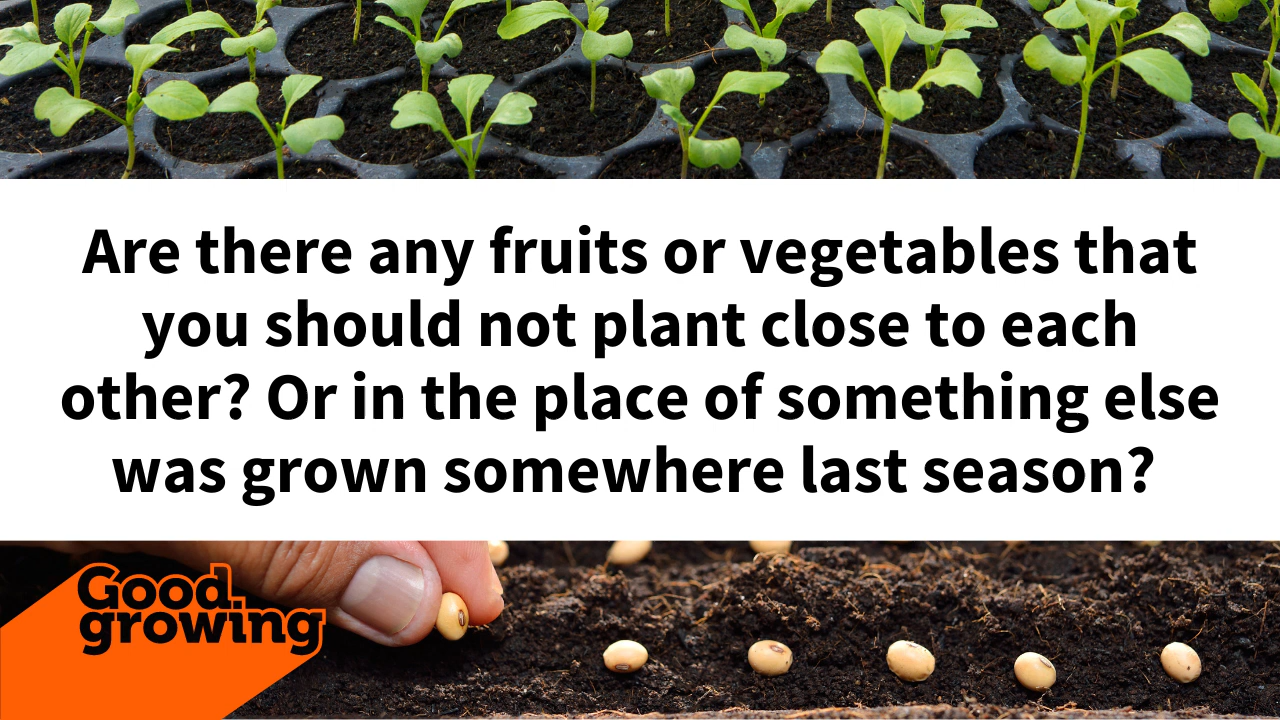 Are there any fruits or vegetables that
you should not plant close to each
other? Or in the place of something else
was grown somewhere last season?
Good.
growing